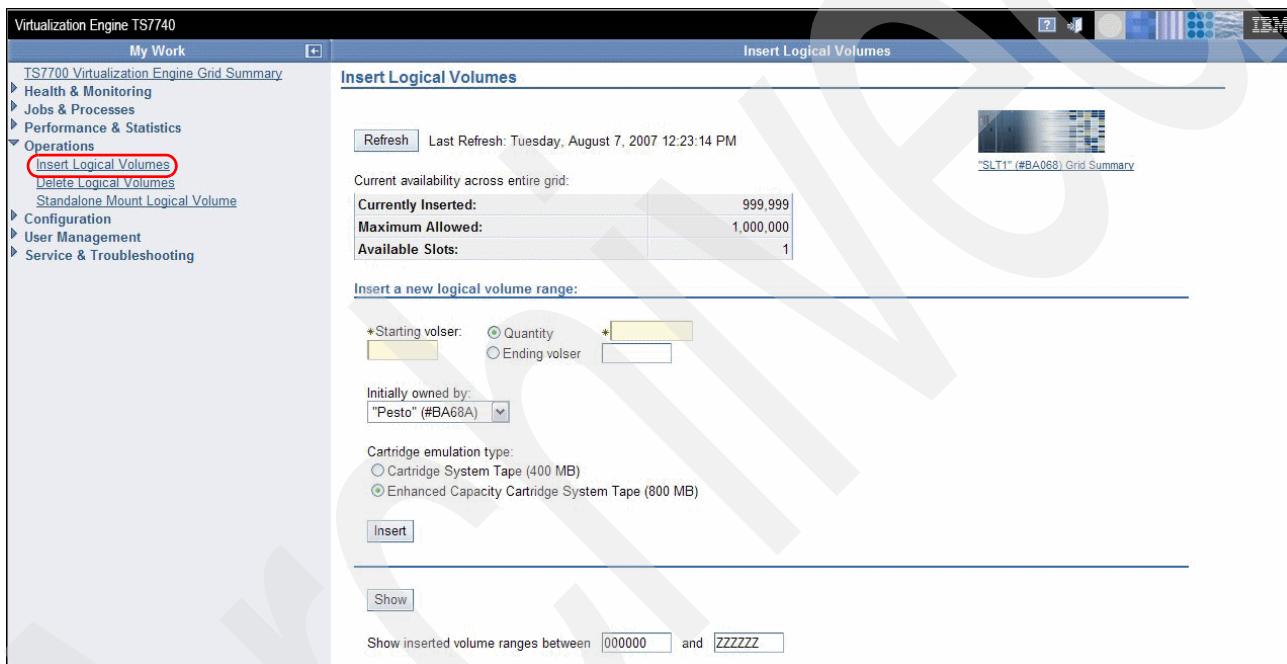 Virtualization Engine TS7740
? IBM
My Work
Insert Logical Volumes
TS7700 Virtualization Engine Grid Summary
Health & Monitoring
Jobs & Processes
Performance & Statistics
Operations
Insert Logical Volumes
Delete Logical Volumes
Standalone Mount Logical Volume
Configuration
User Management
Service & Troubleshooting
Insert Logical Volumes
Refresh Last Refresh: Tuesday, August 7, 2007 12:23:14 PM
"SLT1" (#BA068) Grid Summary
Current availability across entire grid:
Currently Inserted: 999,999
Maximum Allowed: 1,000,000
Available Slots: 1
Insert a new logical volume range:
*Starting volser: Quantity *
Ending volser
Initially owned by:
"Pesto" (#BA68A)
Cartridge emulation type:
Cartridge System Tape (400 MB)
Enhanced Capacity Cartridge System Tape (800 MB)
Insert
Show
Show inserted volume ranges between 000000 and ZZZZZZ